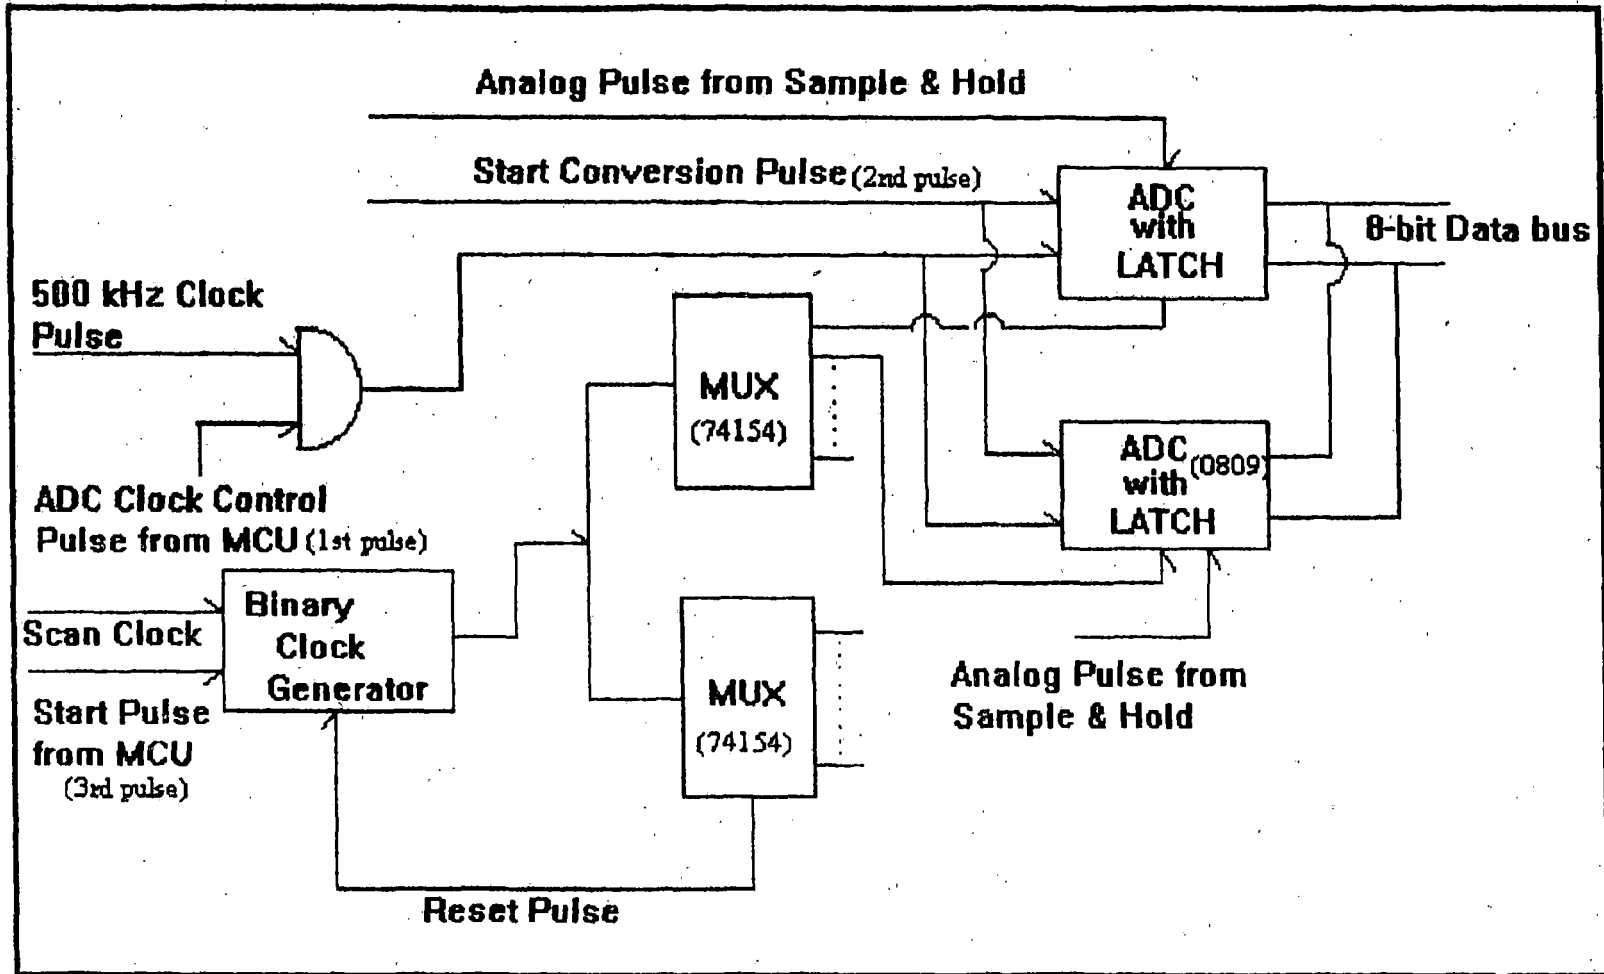 Analog Pulse from Sample & Hold
Start Conversion Pulse (2nd pulse)
ADC
with
LATCH
8-bit Data bus
500 kHz Clock
Pulse
MUX
(74154)
ADC (0809)
with
LATCH
ADC Clock Control
Pulse from MCU (1st pulse)
Binary
Clock
Generator
Scan Clock
Start Pulse
from MCU
(3rd pulse)
MUX
(74154)
Analog Pulse from
Sample & Hold
Reset Pulse